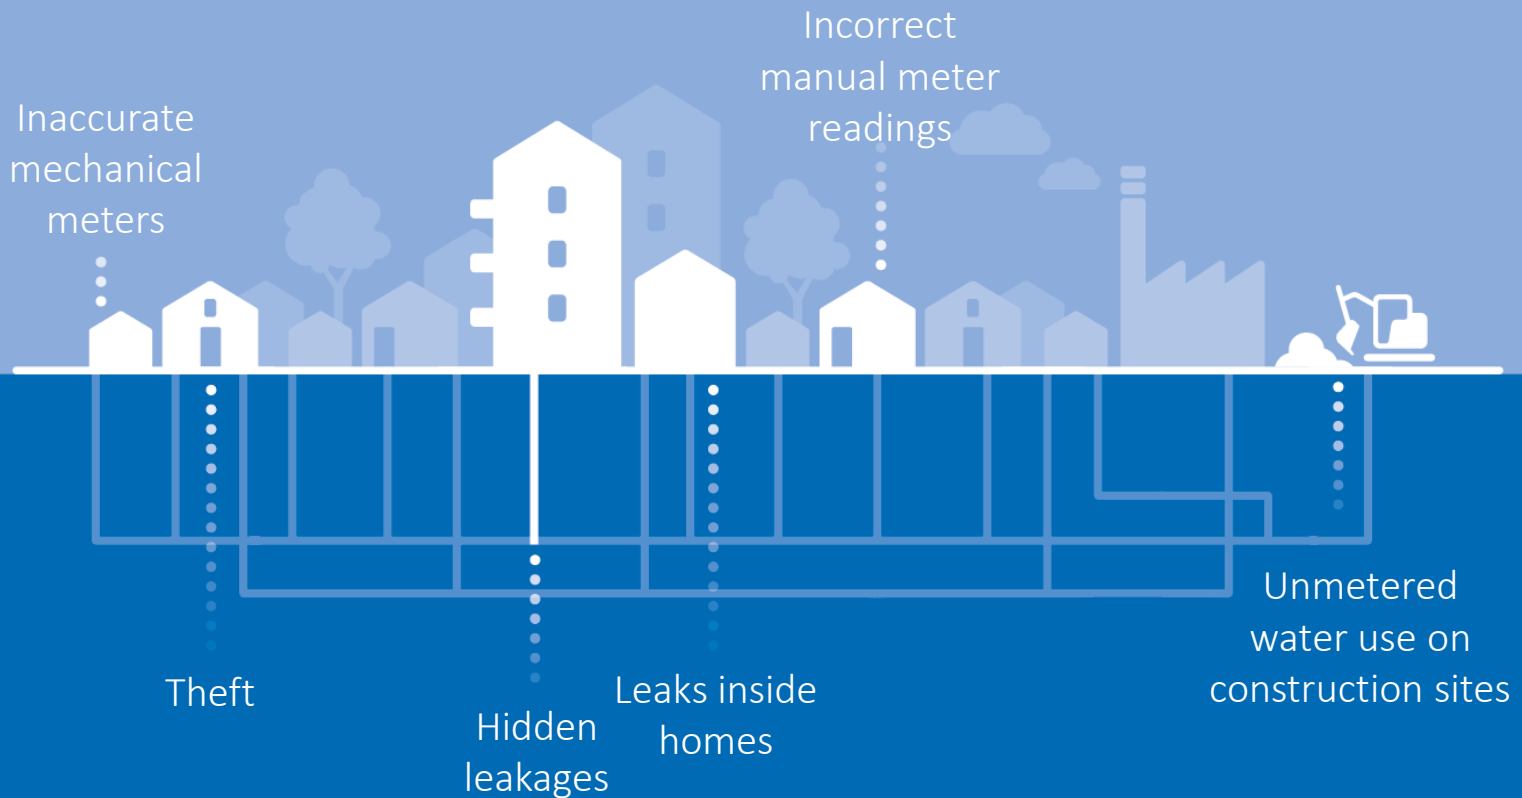 Incorrect
manual meter
readings
Inaccurate
mechanical
meters
Theft
Hidden
leakages
Leaks inside
homes
Unmetered
water use on
construction sites